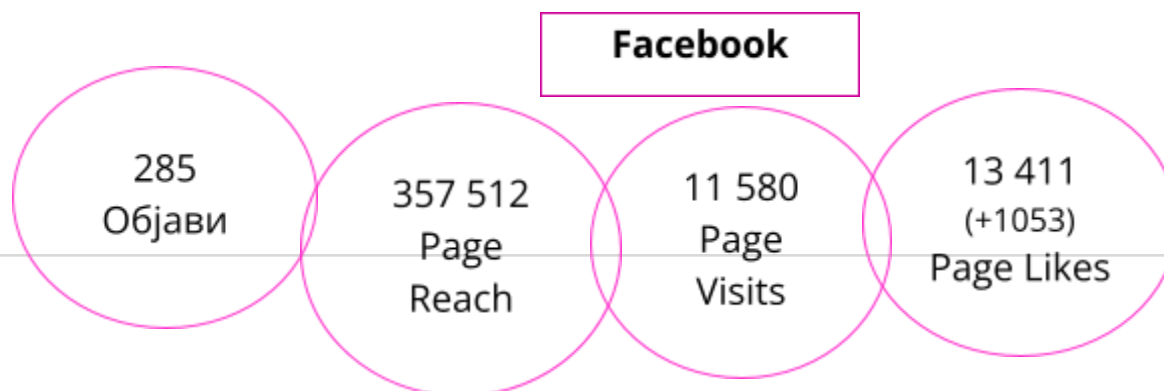 Facebook
285
Објави
357 512
Page
Reach
11 580
Page
Visits
13 411
(+1053)
Page Likes